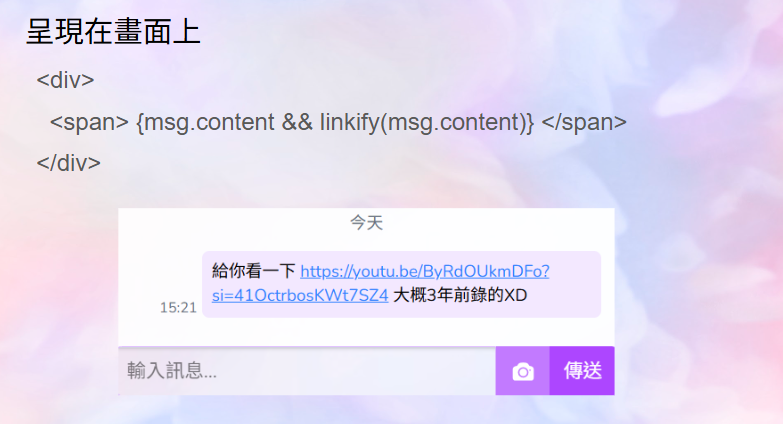 呈現在畫面上
<div>
<span> {msg.content && linkify(msg.content)} </span>
</div>
今天
給你看一下 https://youtu.be/ByRdOUkmDFo?
si=41OctrbosKWt7SZ4 大概3年前錄的XD
15:21
輸入訊息...
傳送